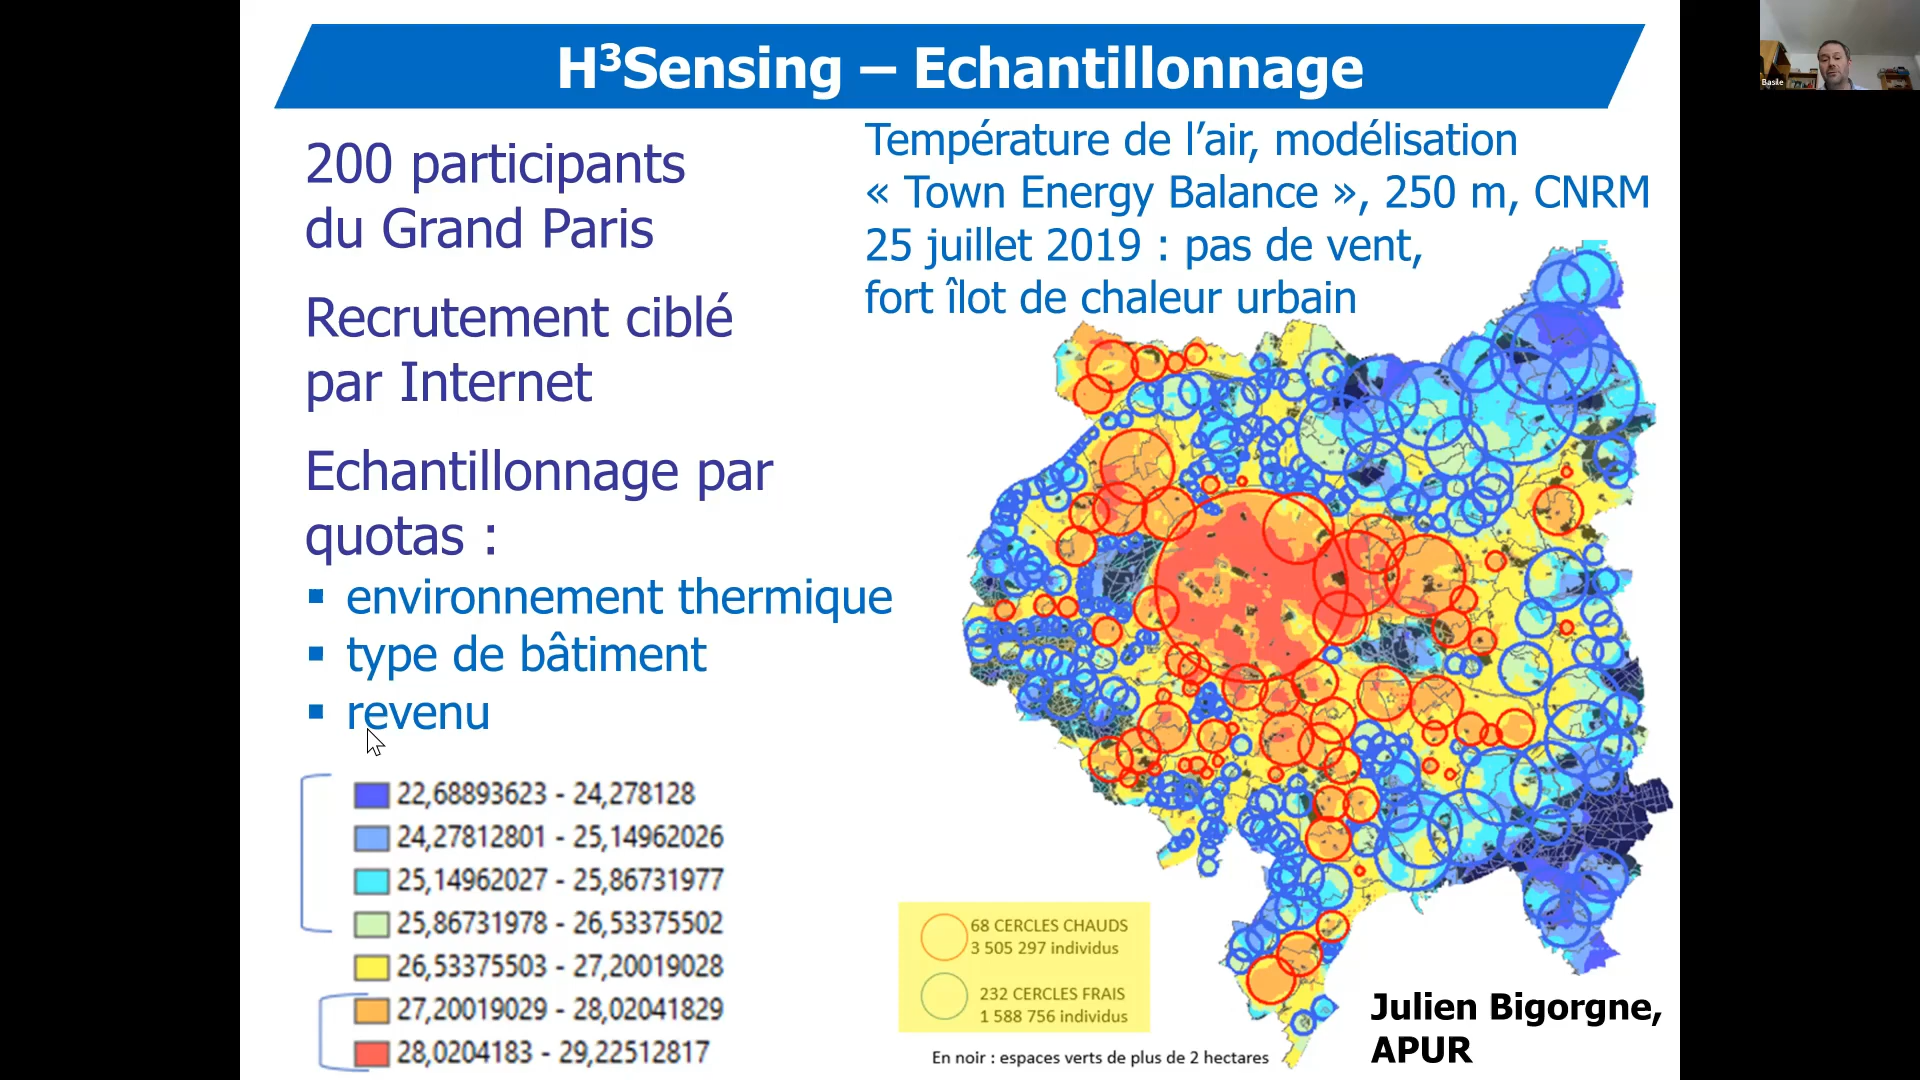 H³Sensing – Echantillonnage
200 participants
du Grand Paris
Recrutement ciblé
par Internet
Echantillonnage par
quotas :
▪ environnement thermique
▪ type de bâtiment
▪ revenu
22,68893623 - 24,278128
24,27812801 - 25,14962026
25,14962027 - 25,86731977
25,86731978 - 26,53375502
26,53375503 - 27,20019028
27,20019029 - 28,02041829
28,0204183 - 29,22512817
Température de l’air, modélisation
« Town Energy Balance », 250 m, CNRM
25 juillet 2019 : pas de vent,
fort îlot de chaleur urbain
68 CERCLES CHAUDS
3 505 297 individus
232 CERCLES FRAIS
1 588 756 individus
En noir : espaces verts de plus de 2 hectares
Julien Bigorgne,
APUR
Basile